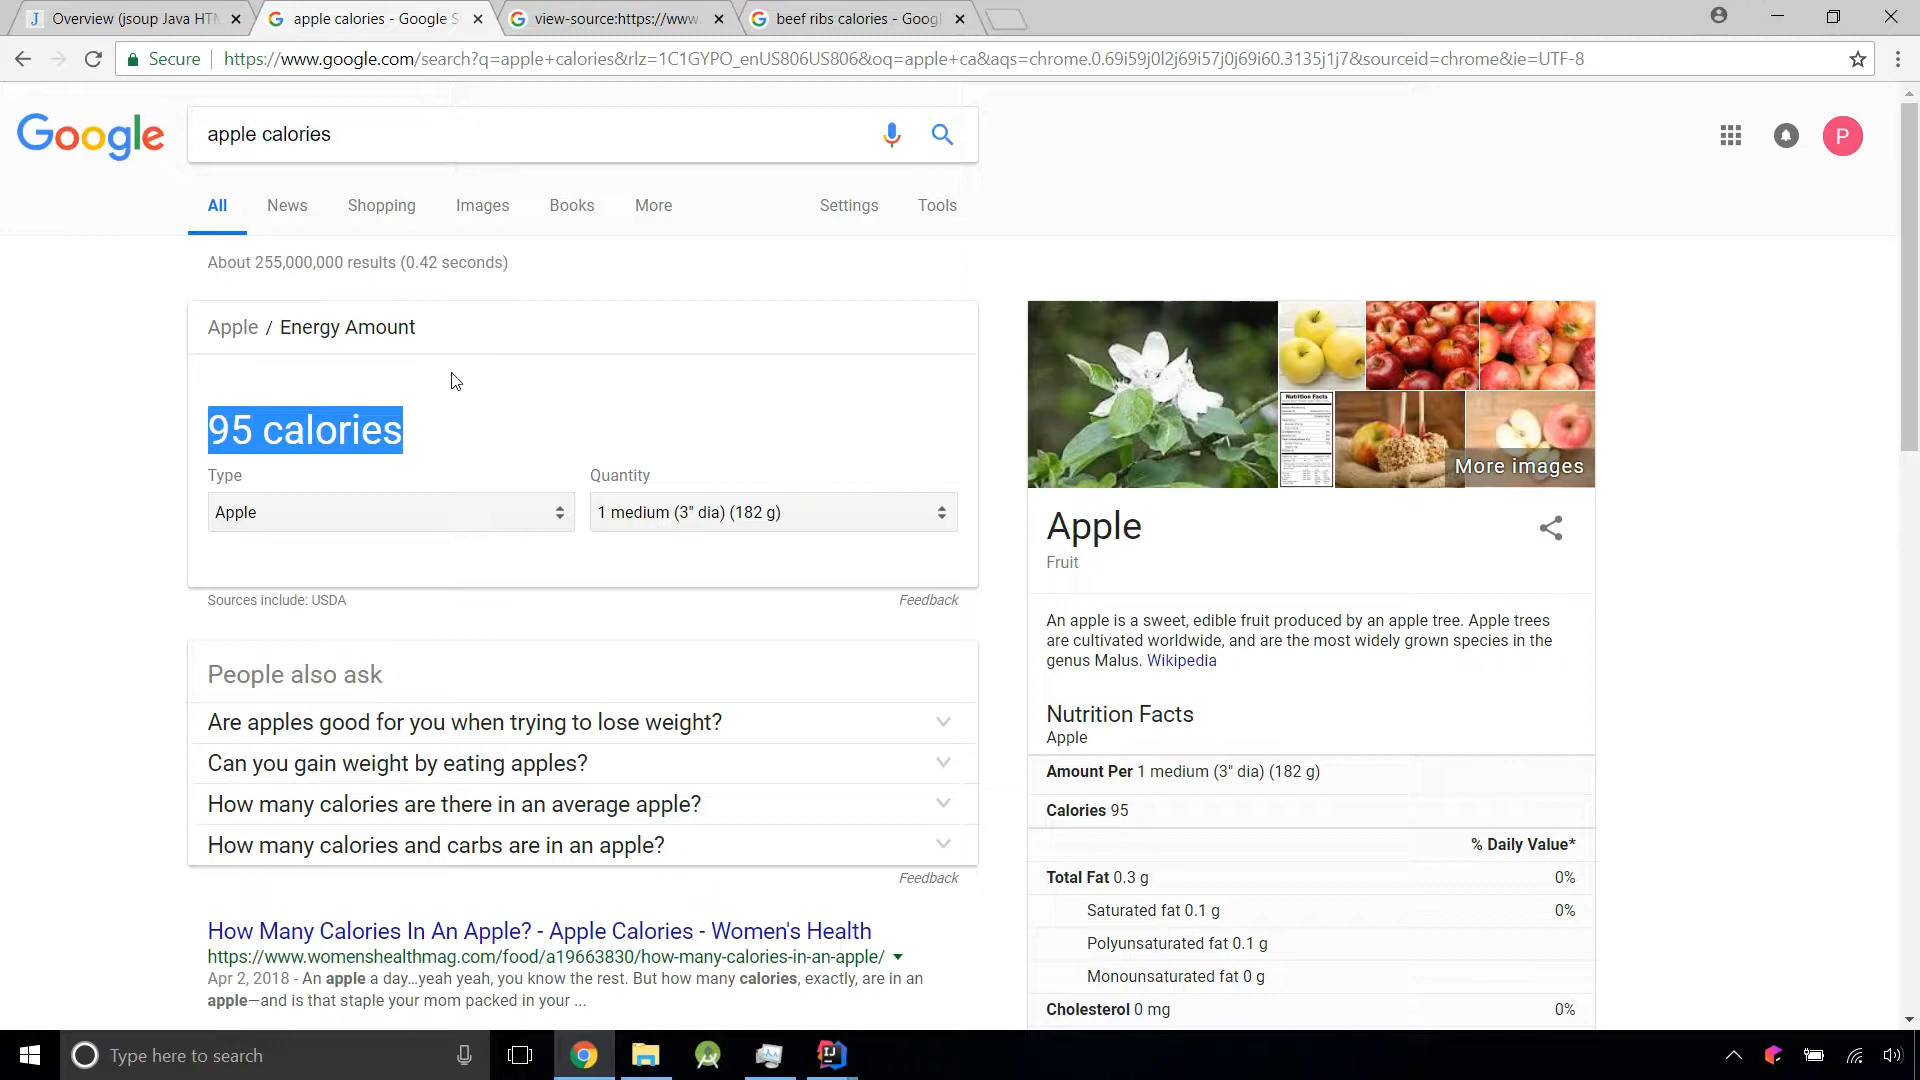 Overview (jsoup Java HTM
apple calories - Google S
view-source:https://www.
beef ribs calories - Googl
Secure
https://www.google.com/search?q=apple+calories&rlz=1C1GYPO_enUS806US806&oq=apple+ca&aqs=chrome.0.69i59j0l2j69i57j0j69i60.3135j1j7&sourceid=chrome&ie=UTF-8
Google
apple calories
P
All News Shopping Images Books More Settings Tools
About 255,000,000 results (0.42 seconds)
Apple / Energy Amount
95 calories
Type
Quantity
Apple
1 medium (3" dia) (182 g)
Sources include: USDA
Feedback
People also ask
Are apples good for you when trying to lose weight?
Can you gain weight by eating apples?
How many calories are there in an average apple?
How many calories and carbs are in an apple?
Feedback
How Many Calories In An Apple? - Apple Calories - Women's Health
https://www.womenshealthmag.com/food/a19663830/how-many-calories-in-an-apple/
Apr 2, 2018 - An apple a day...yeah yeah, you know the rest. But how many calories, exactly, are in an
apple—and is that staple your mom packed in your ...
Nutrition Facts
More images
Apple
Fruit
An apple is a sweet, edible fruit produced by an apple tree. Apple trees
are cultivated worldwide, and are the most widely grown species in the
genus Malus. Wikipedia
Nutrition Facts
Apple
Amount Per 1 medium (3" dia) (182 g)
Calories 95
% Daily Value*
Total Fat 0.3 g 0%
Saturated fat 0.1 g 0%
Polyunsaturated fat 0.1 g
Monounsaturated fat 0 g
Cholesterol 0 mg 0%
Type here to search